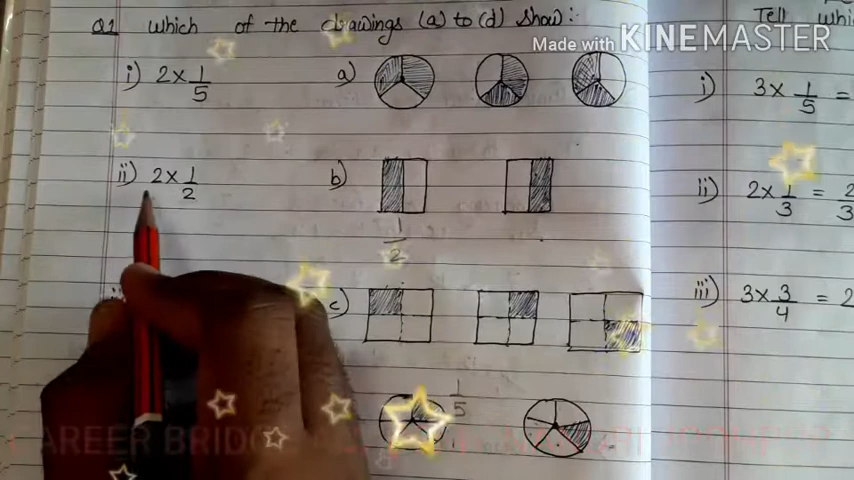 Q1 which of the drawings (a) to (d) show:
Tell
Made with KINEMASTER
i) 2 × 1/5
a)
i) 3 × 1/5 =
ii) 2 × 1/2
b)
1/2
ii) 2 × 1/3 = 2/3
c)
iii) 3 × 3/4 = 2
1/5